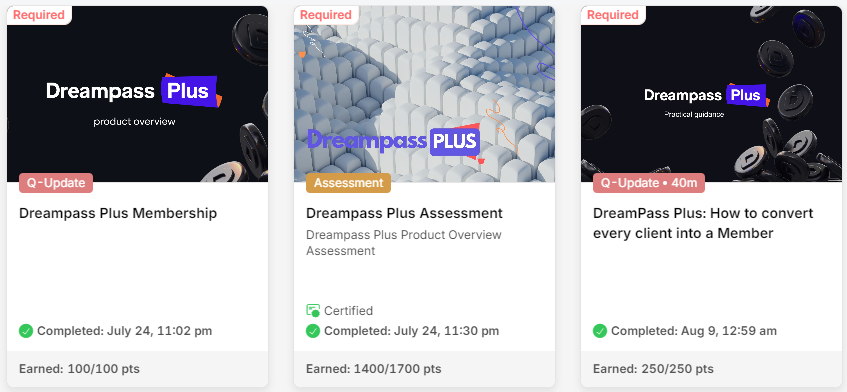 Required
Dreampass Plus
product overview
Q-Update
Dreampass Plus Membership
Completed: July 24, 11:02 pm
Earned: 100/100 pts
Required
Dreampass PLUS
Assessment
Dreampass Plus Assessment
Dreampass Plus Product Overview
Assessment
Certified
Completed: July 24, 11:30 pm
Earned: 1400/1700 pts
Required
Dreampass Plus
Practical guidance
Q-Update • 40m
DreamPass Plus: How to convert
every client into a Member
Completed: Aug 9, 12:59 am
Earned: 250/250 pts